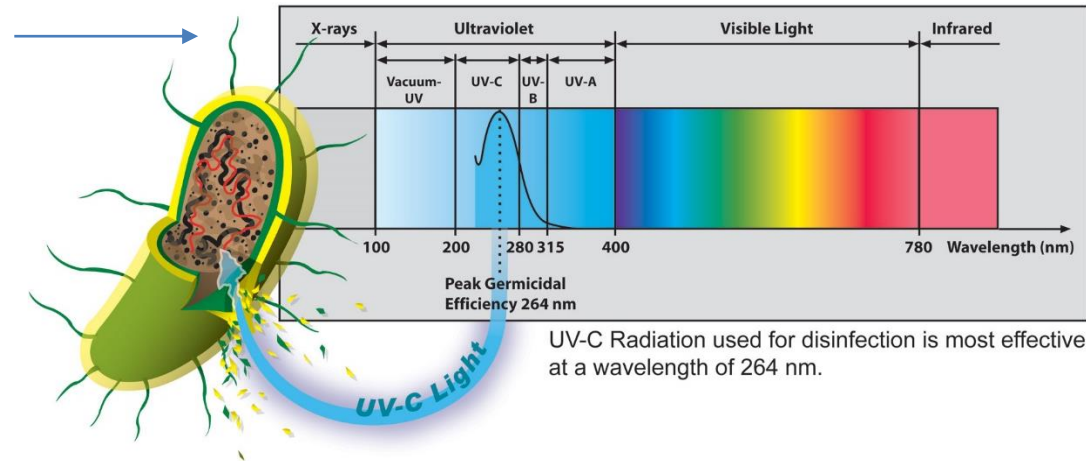 X-rays
Ultraviolet
Visible Light
Infrared
Vacuum-
UV
UV-C
UV-
B
UV-A
100
200
280
315
400
780
Wavelength (nm)
Peak Germicidal
Efficiency 264 nm
UV-C Light
UV-C Radiation used for disinfection is most effective
at a wavelength of 264 nm.